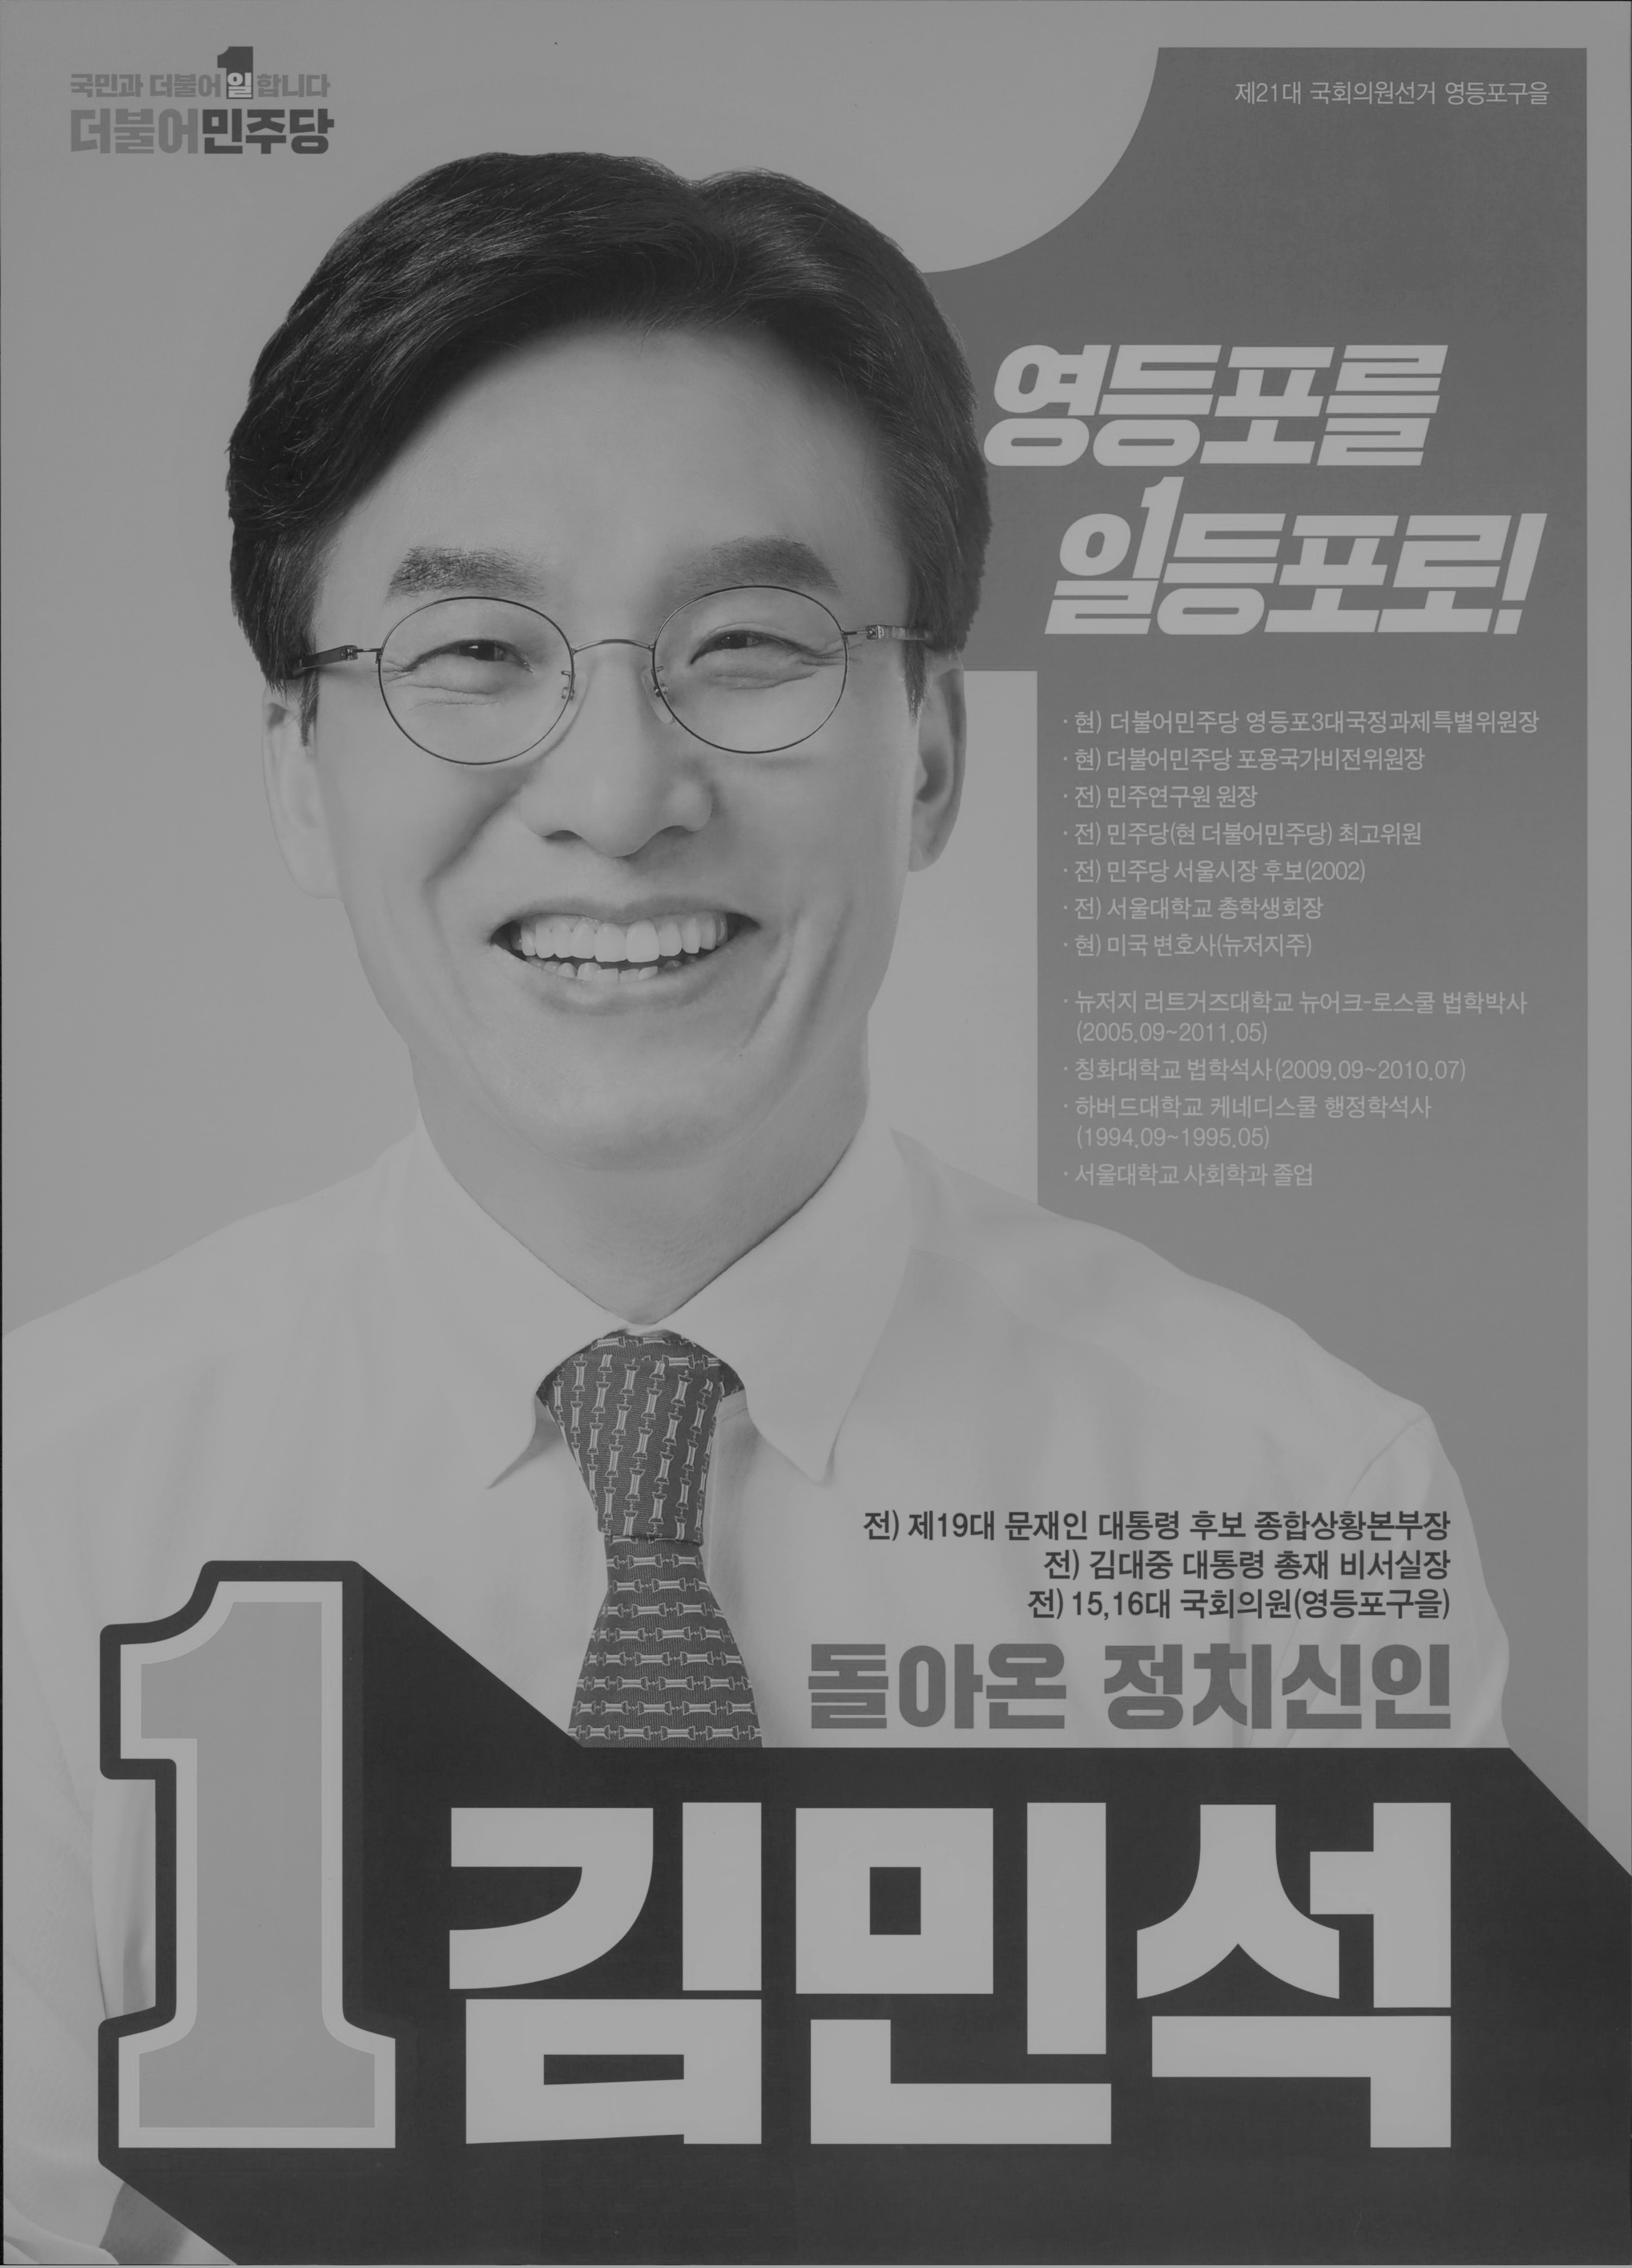 국민과 더불어 일합니다
더불어민주당
제21대 국회의원선거 영등포구을
영등포를
일등포로!
· 현) 더불어민주당 영등포3대국정과제특별위원장
· 현) 더불어민주당 포용국가비전위원장
· 전) 민주연구원 원장
· 전) 민주당(현 더불어민주당) 최고위원
· 전) 민주당 서울시장 후보(2002)
· 전) 서울대학교 총학생회장
· 현) 미국 변호사(뉴저지주)
· 뉴저지 러트거즈대학교 뉴어크-로스쿨 법학박사
(2005.09~2011.05)
· 칭화대학교 법학석사(2009.09~2010.07)
· 하버드대학교 케네디스쿨 행정학석사
(1994.09~1995.05)
· 서울대학교 사회학과 졸업
전) 제19대 문재인 대통령 후보 종합상황본부장
전) 김대중 대통령 총재 비서실장
전) 15,16대 국회의원(영등포구을)
돌아온 정치신인
1 김민석